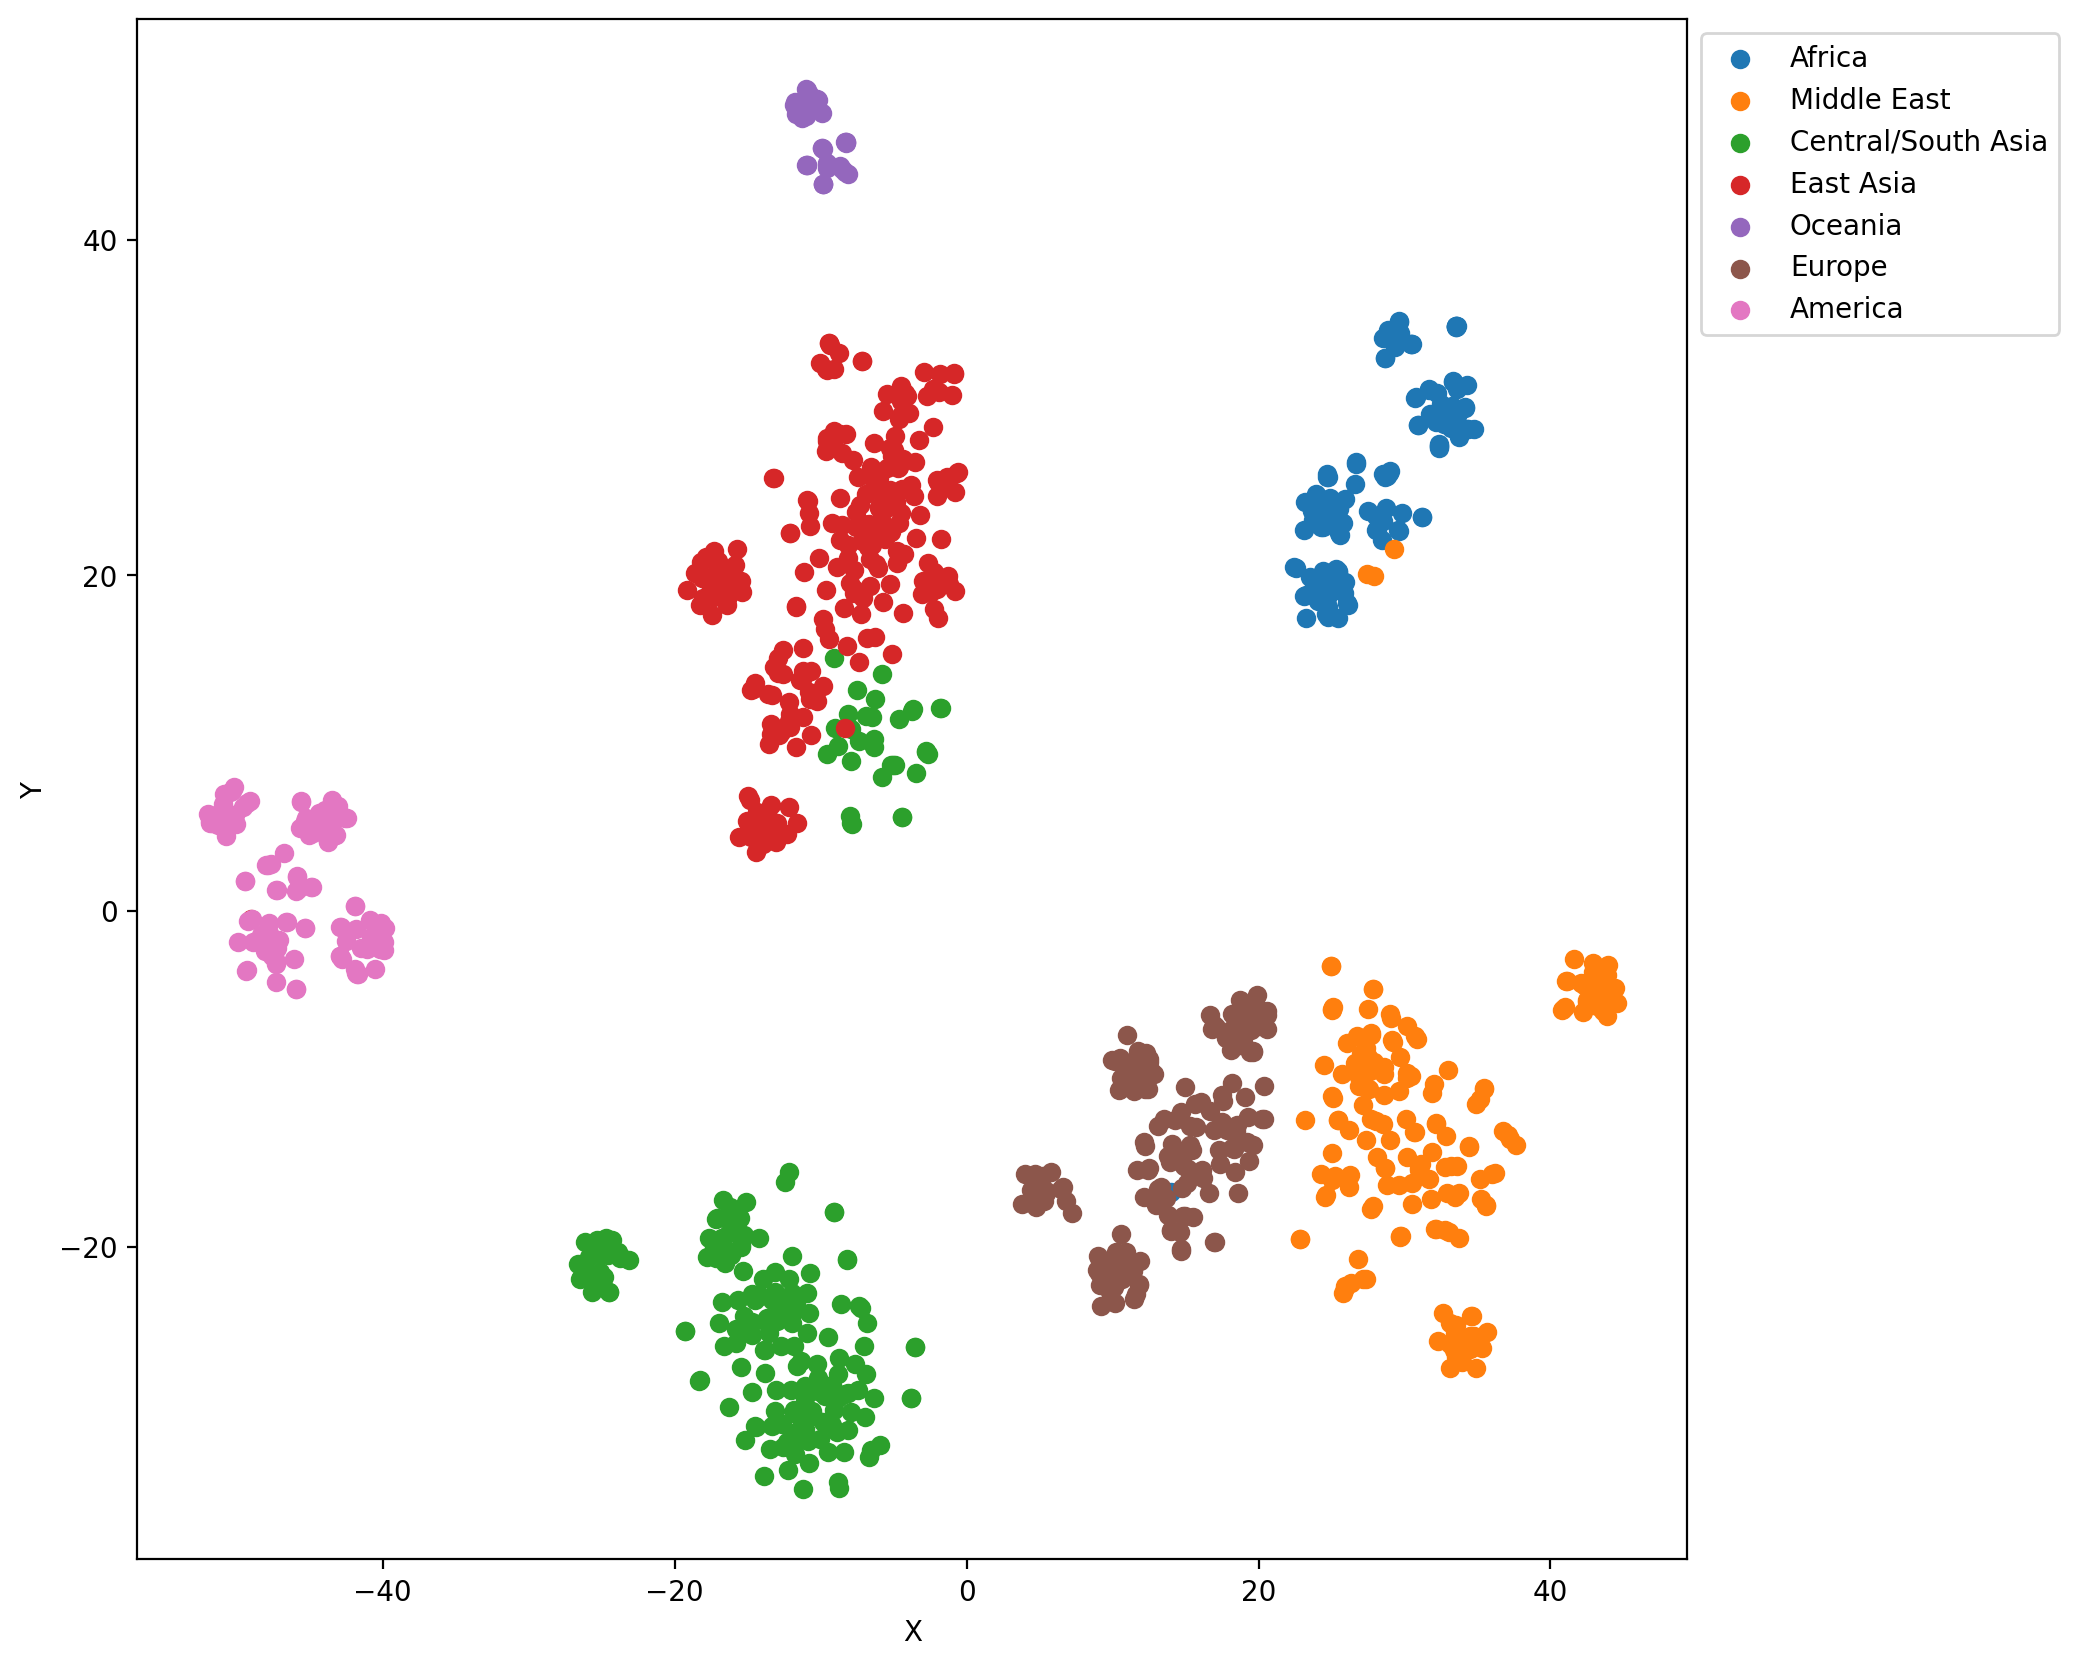 Africa
Middle East
Central/South Asia
East Asia
Oceania
Europe
America
40
20
0
−20
Y
−40
−20
0
20
40
X